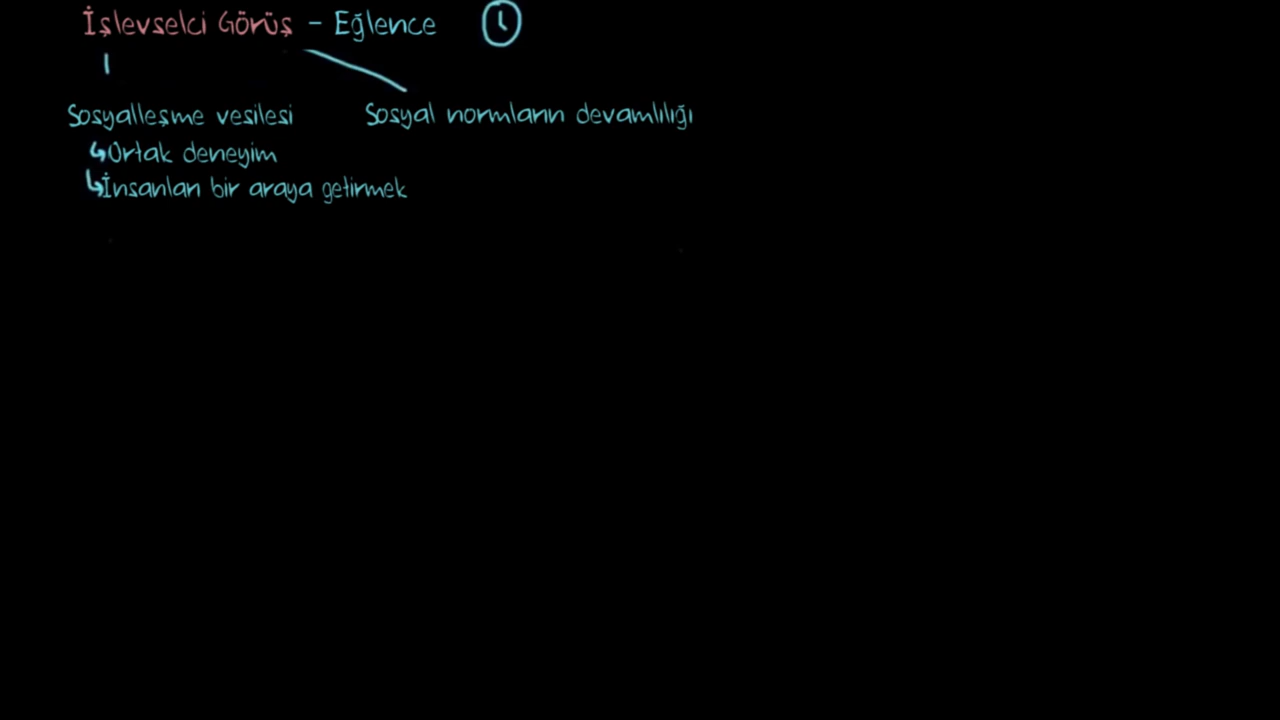 İşlevselci Görüş - Eğlence
Sosyalleşme vesilesi
Sosyal normların devamlılığı
Ortak deneyim
İnsanları bir araya getirmek